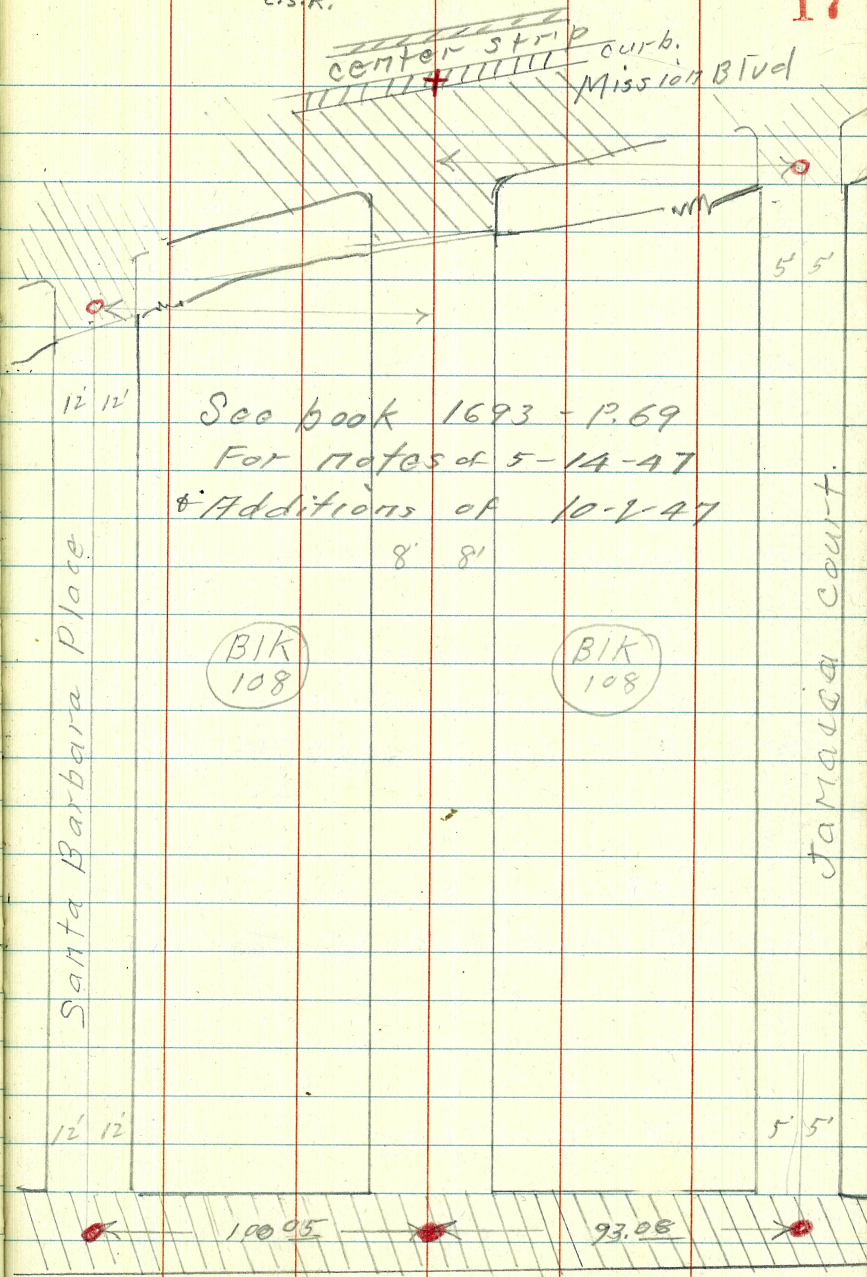 17
center strip
curb.
Mission Blvd
5' 5'
12' 12'
See book 1693 - P.69
For notes of 5-14-47
& Additions of 10-2-47
8' 8'
Santa Barbara Place
Jamaica Court.
Blk
108
Blk
108
12' 12'
5' 5'
100.05
93.08